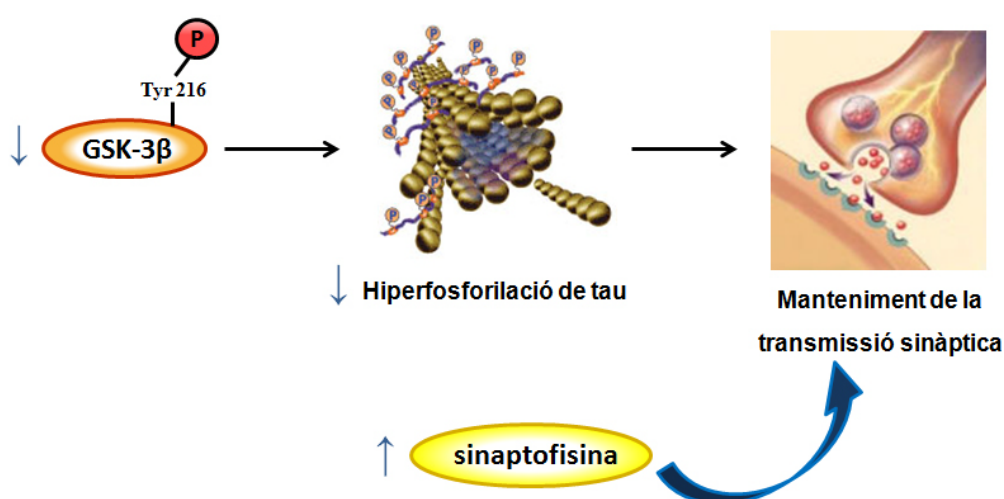 P
Tyr 216
GSK-3β
P
P
P
P
P
P
P
P
P
P
P
P
↓ Hiperfosforilació de tau
Manteniment de la
transmissió sinàptica
sinaptofisina